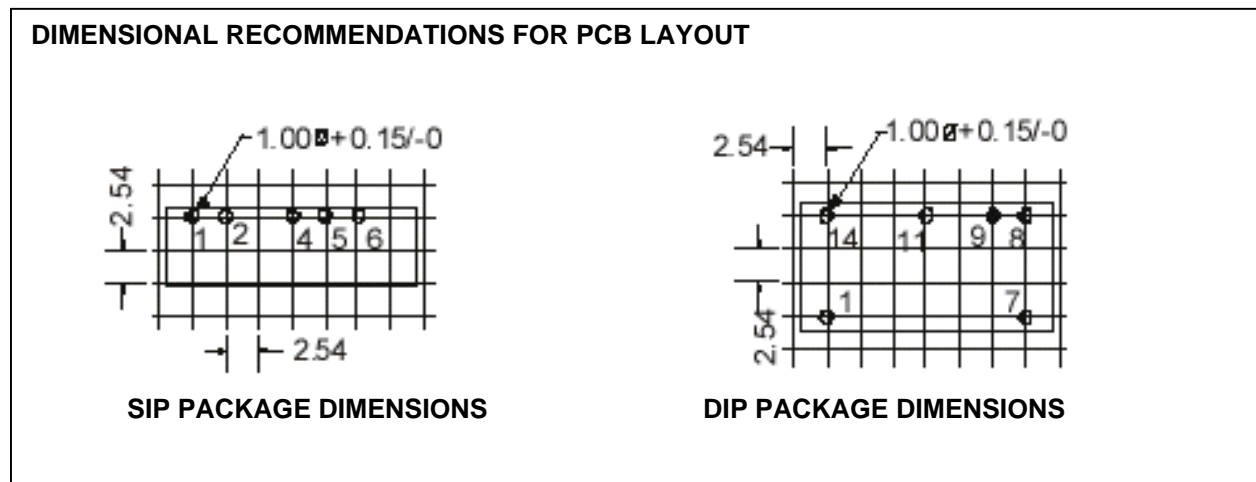 DIMENSIONAL RECOMMENDATIONS FOR PCB LAYOUT
1.00ø+0.15/-0
2.54
1 2 4 5 6
2.54
SIP PACKAGE DIMENSIONS
2.54
1.00ø+0.15/-0
14 11 9 8
1 7
2.54
DIP PACKAGE DIMENSIONS